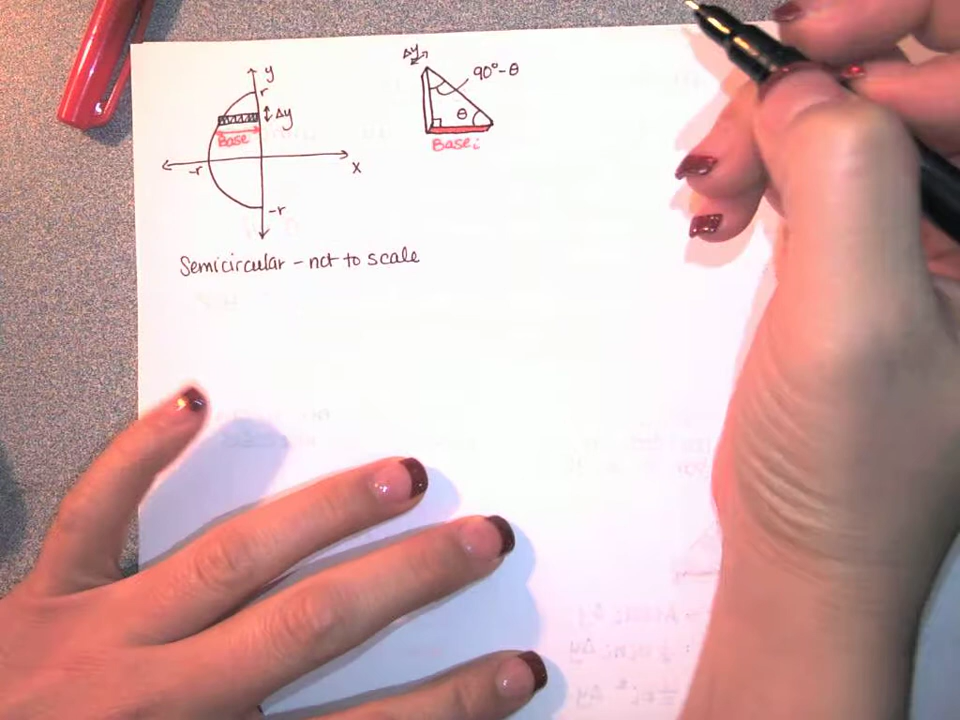 y
r
Δy
Base
-r
x
-r
Δy
90°-θ
θ
Base i
Semicircular - not to scale